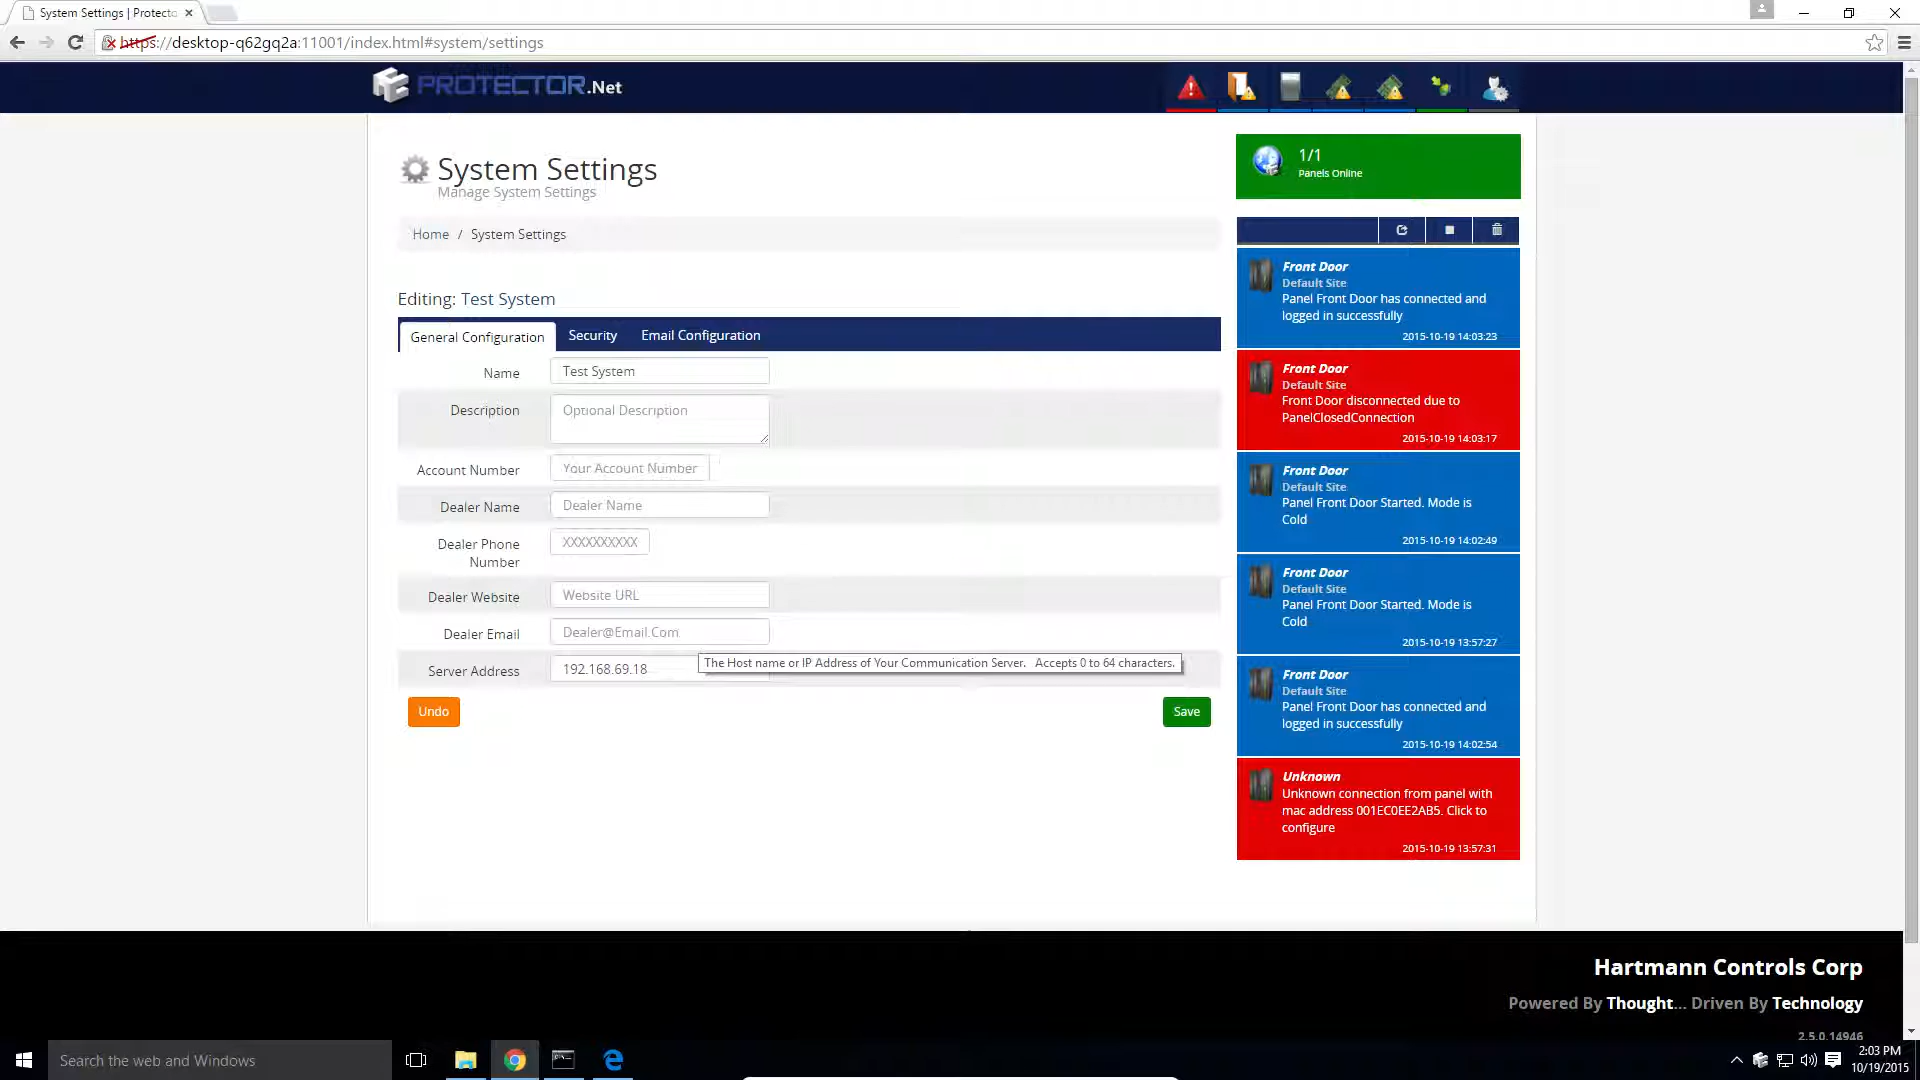 System Settings | Protecto
https://desktop-q62gq2a:11001/index.html#system/settings
PROTECTOR.Net
System Settings
Manage System Settings
Home / System Settings
Editing: Test System
General Configuration Security Email Configuration
Name Test System
Description Optional Description
Account Number Your Account Number
Dealer Name Dealer Name
Dealer Phone Number XXXXXXXXXX
Dealer Website Website URL
Dealer Email Dealer@Email.Com
Server Address 192.168.69.18
The Host name or IP Address of Your Communication Server. Accepts 0 to 64 characters.
Undo Save
1/1
Panels Online
Front Door
Default Site
Panel Front Door has connected and
logged in successfully
2015-10-19 14:03:23
Front Door
Default Site
Front Door disconnected due to
PanelClosedConnection
2015-10-19 14:03:17
Front Door
Default Site
Panel Front Door Started. Mode is
Cold
2015-10-19 14:02:49
Front Door
Default Site
Panel Front Door Started. Mode is
Cold
2015-10-19 13:57:27
Front Door
Default Site
Panel Front Door has connected and
logged in successfully
2015-10-19 14:02:54
Unknown
Unknown connection from panel with
mac address 001EC0EE2AB5. Click to
configure
2015-10-19 13:57:31
Hartmann Controls Corp
Powered By Thought... Driven By Technology
2.5.0.14946
Search the web and Windows
2:03 PM
10/19/2015